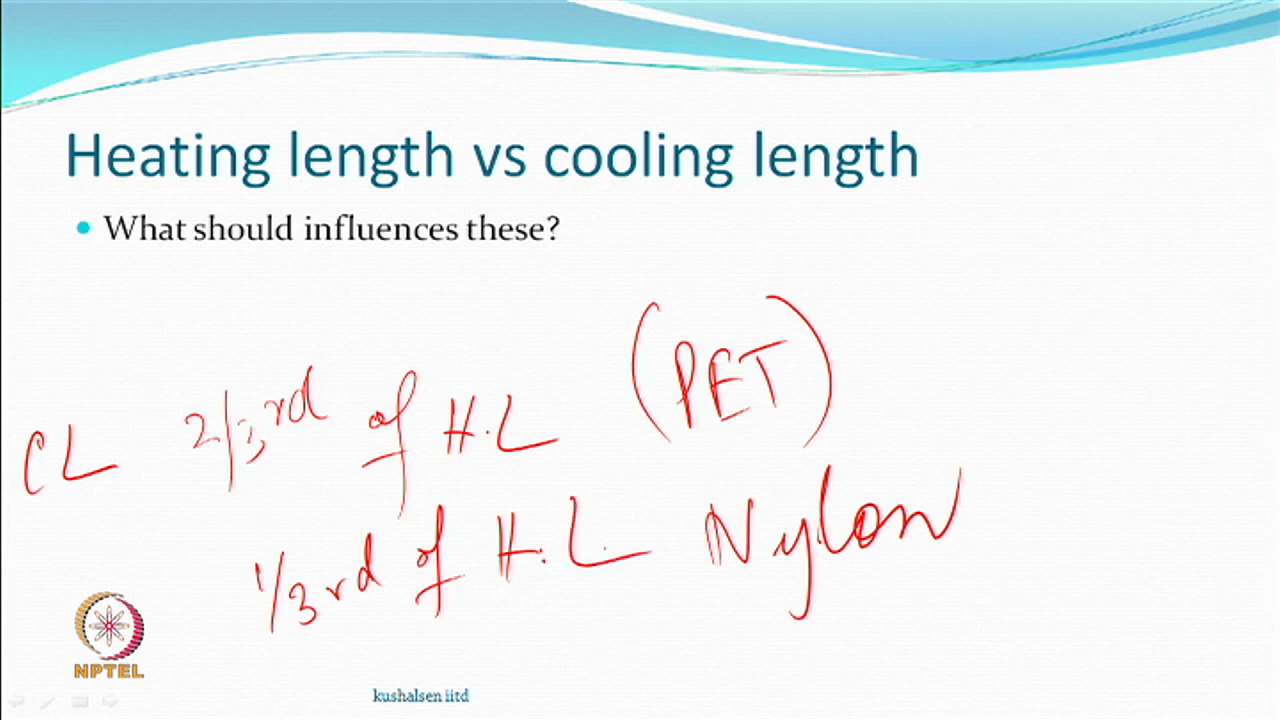 Heating length vs cooling length
What should influences these?
CL 2/3rd of H.L (PET)
1/3rd of H.L. Nylon
NPTEL
kushalsen iitd